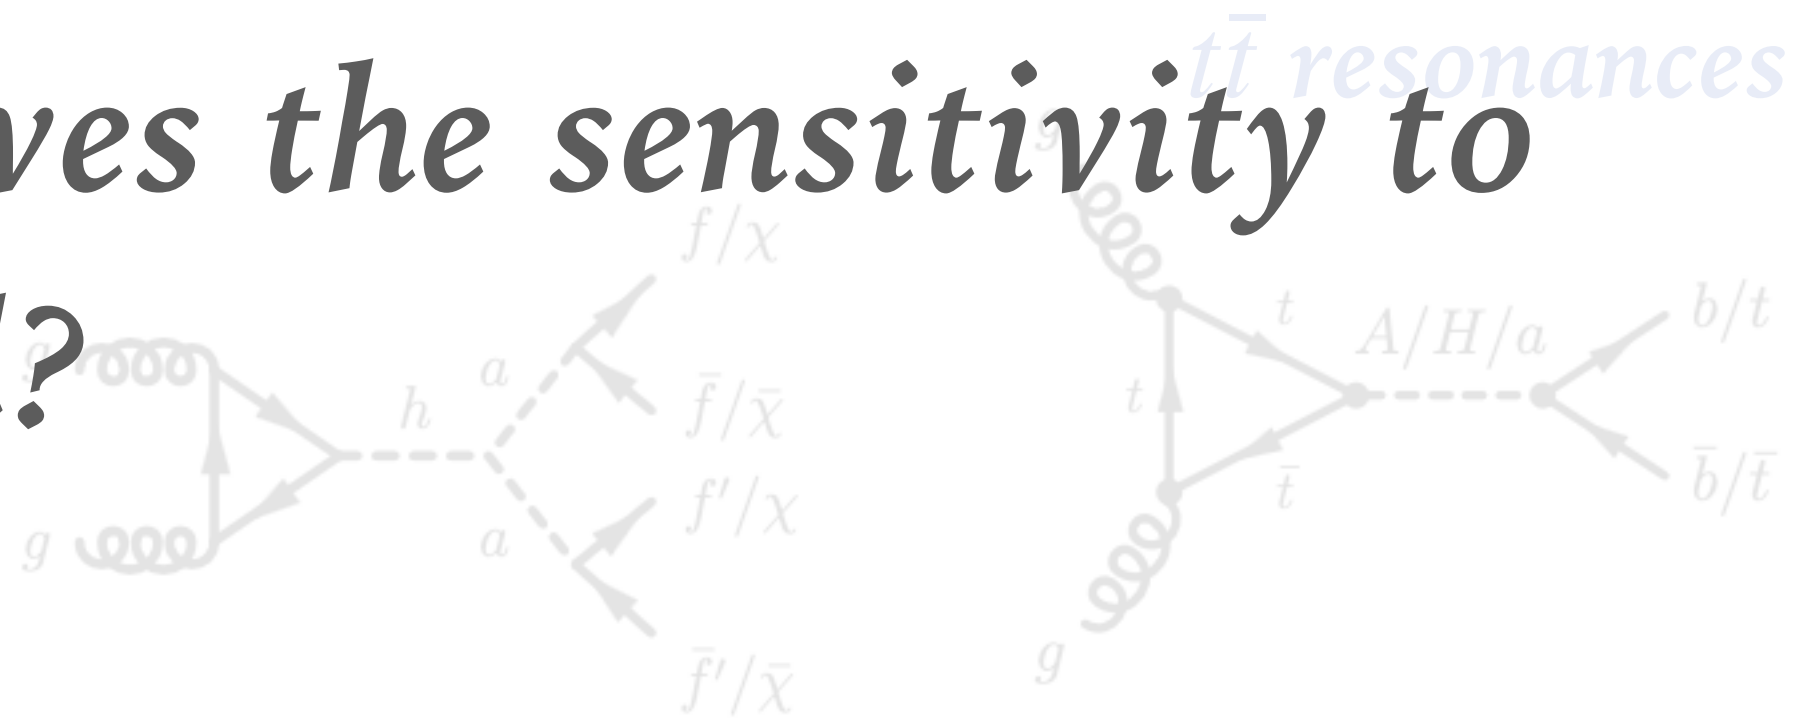 tt̄ resonances
ves the sensitivity to
?
g
g
h
a
a
f/χ
f̄/χ̄
f′/χ
f̄′/χ̄
g
g
t
t
t̄
A/H/a
b/t
b̄/t̄